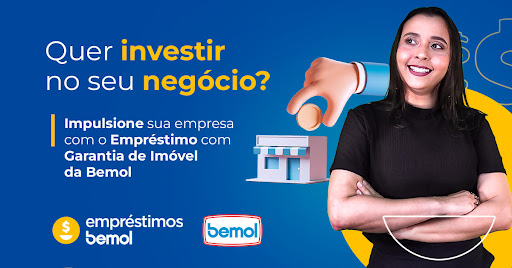 Quer investir
no seu negócio?
Impulsione sua empresa
com o Empréstimo com
Garantia de Imóvel
da Bemol
$
empréstimos
bemol
bemol
$